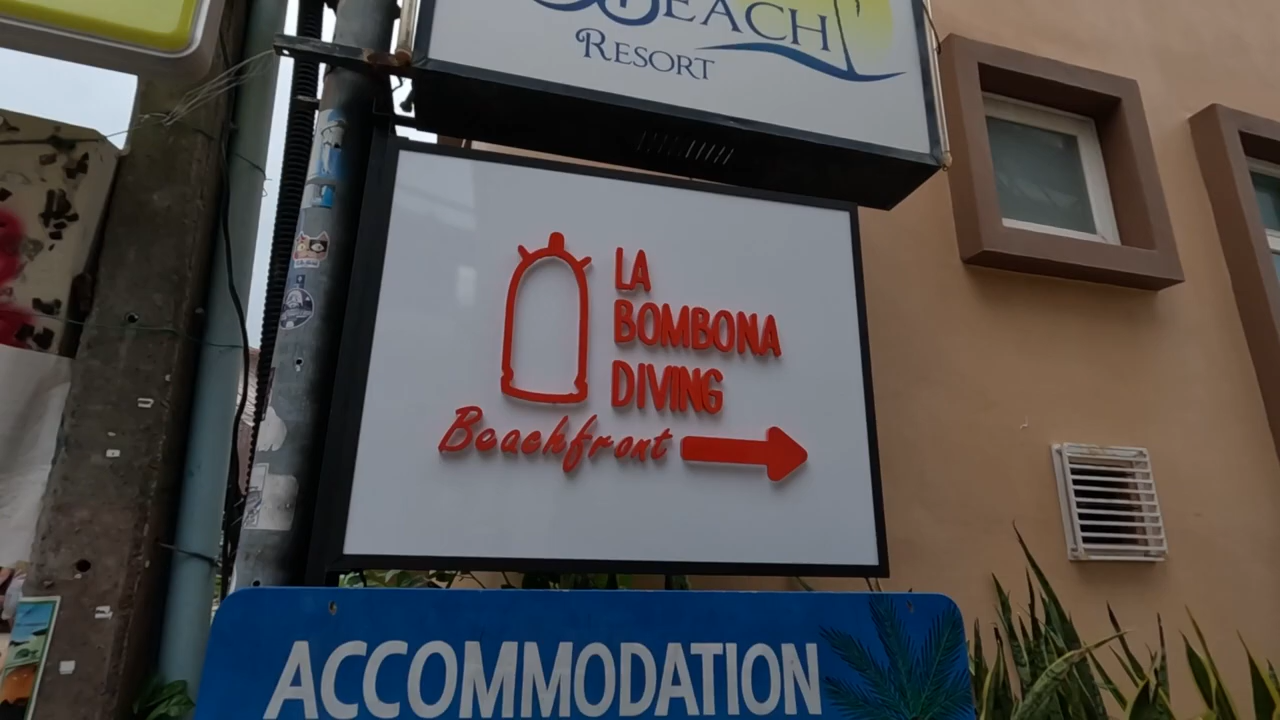 BEACH
RESORT
LA
BOMBONA
DIVING
Beachfront
ACCOMMODATION